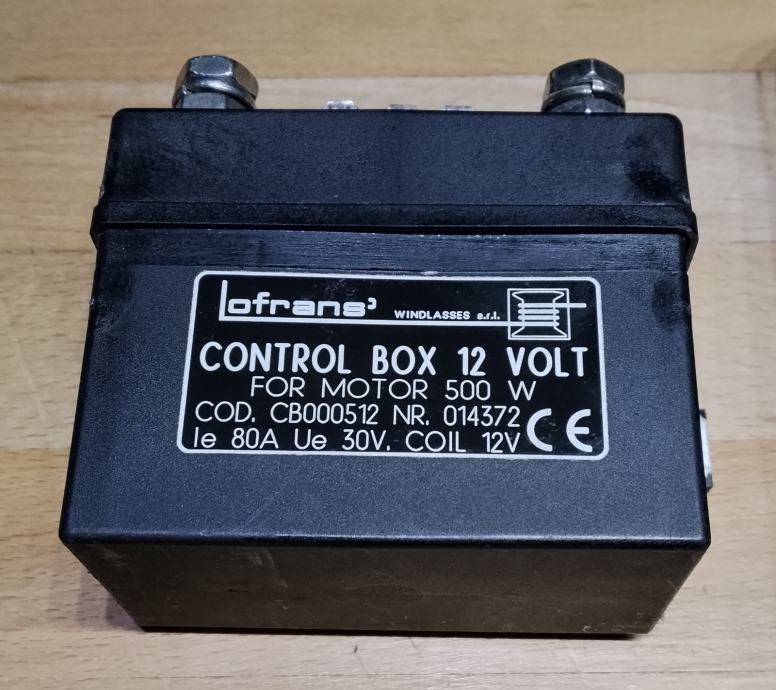 Lofrans' WINDLASSES s.r.l.
CONTROL BOX 12 VOLT
FOR MOTOR 500 W
COD. CB000512 NR. 014372 CE
Ie 80A Ue 30V. COIL 12V